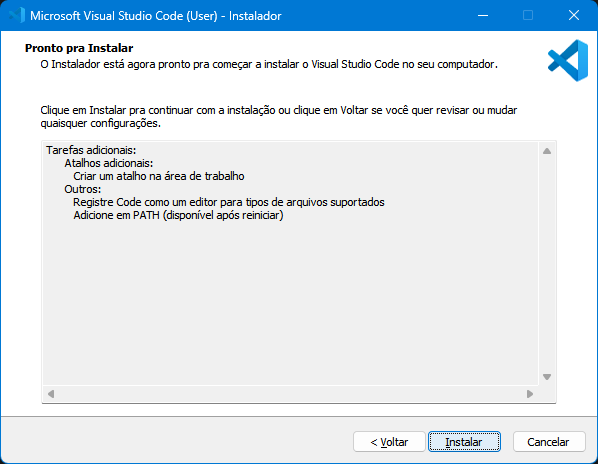 Microsoft Visual Studio Code (User) - Instalador
Pronto pra Instalar
O Instalador está agora pronto pra começar a instalar o Visual Studio Code no seu computador.
Clique em Instalar pra continuar com a instalação ou clique em Voltar se você quer revisar ou mudar
quaisquer configurações.
Tarefas adicionais:
Atalhos adicionais:
Criar um atalho na área de trabalho
Outros:
Registre Code como um editor para tipos de arquivos suportados
Adicione em PATH (disponível após reiniciar)
< Voltar
Instalar
Cancelar